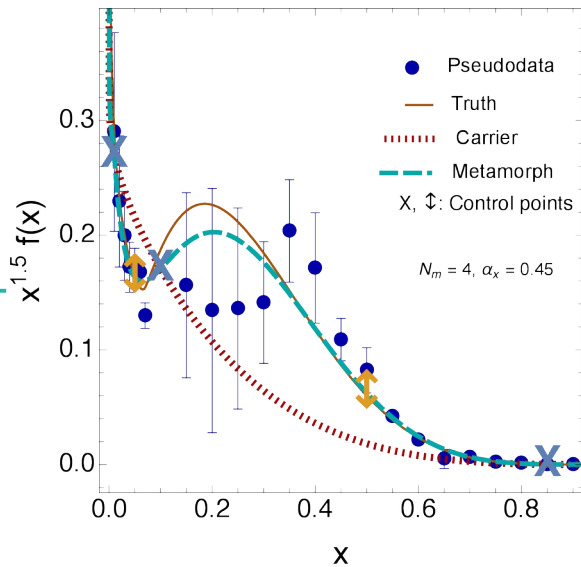 Pseudodata
Truth
Carrier
Metamorph
X, ↕: Control points
N_m = 4, α_x = 0.45
x^1.5 f(x)
0.3
0.2
0.1
0.0
0.0 0.2 0.4 0.6 0.8
x